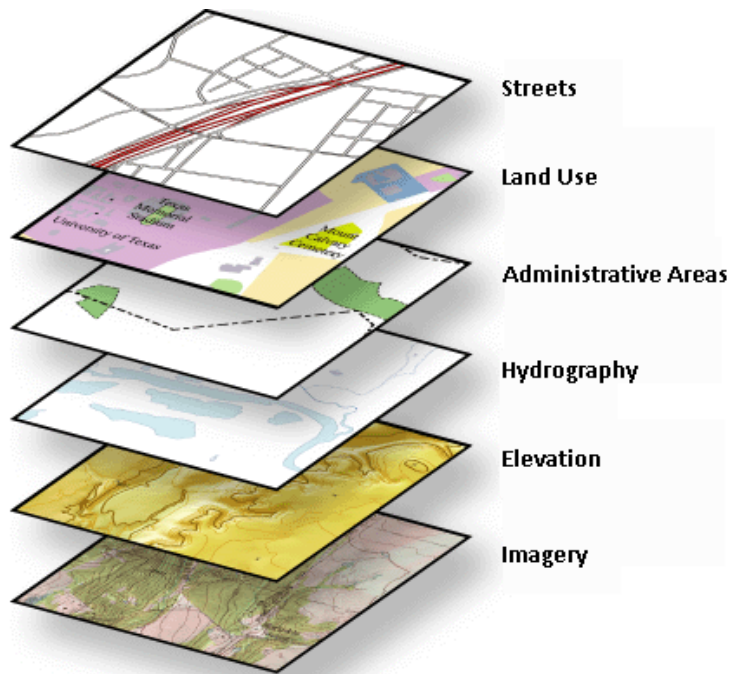 Streets
Land Use
Texas
Memorial
Stadium
University of Texas
Mount
Calvary
Cemetery
Administrative Areas
Hydrography
Elevation
Imagery